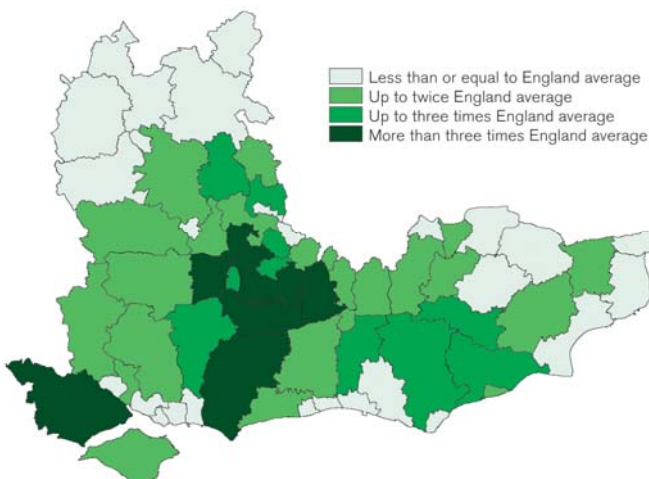 Less than or equal to England average
Up to twice England average
Up to three times England average
More than three times England average